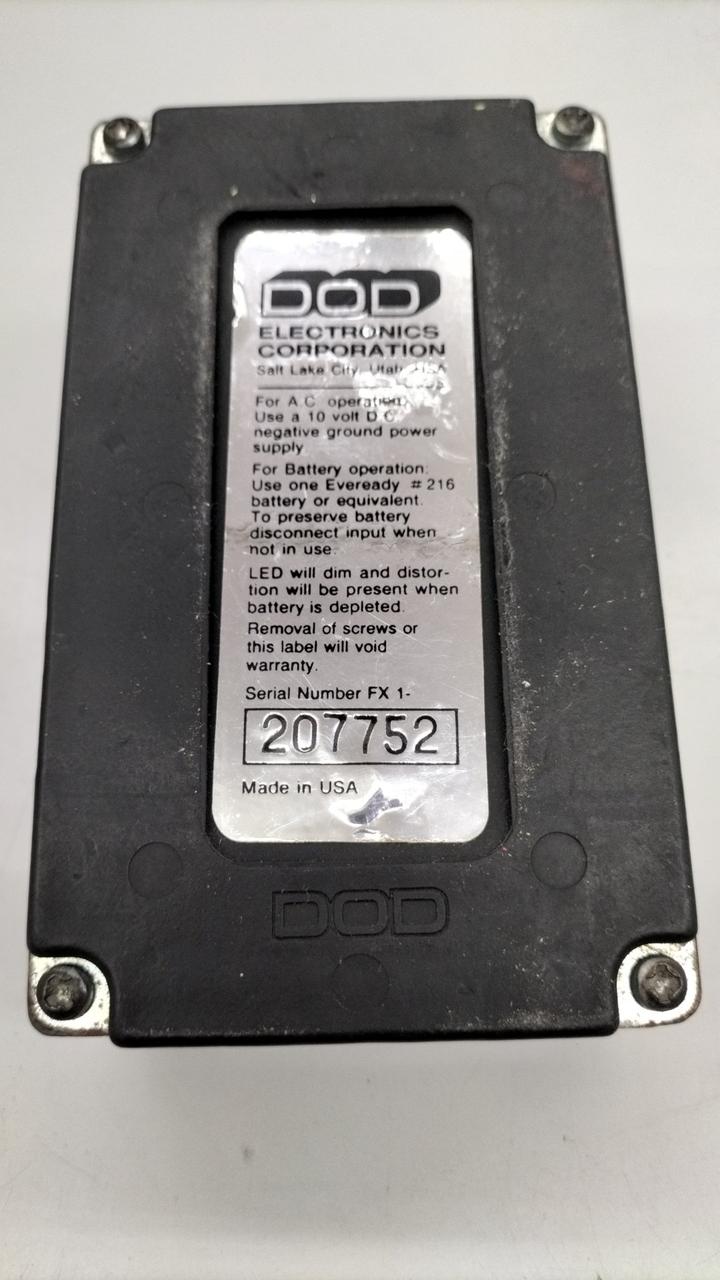 DOD
ELECTRONICS
CORPORATION
Salt Lake City, Utah USA
For A.C operation
Use a 10 volt D C
negative ground power
supply
For Battery operation:
Use one Eveready #216
battery or equivalent.
To preserve battery
disconnect input when
not in use.
LED will dim and distor-
tion will be present when
battery is depleted.
Removal of screws or
this label will void
warranty.
Serial Number FX 1-
207752
Made in USA
DOD